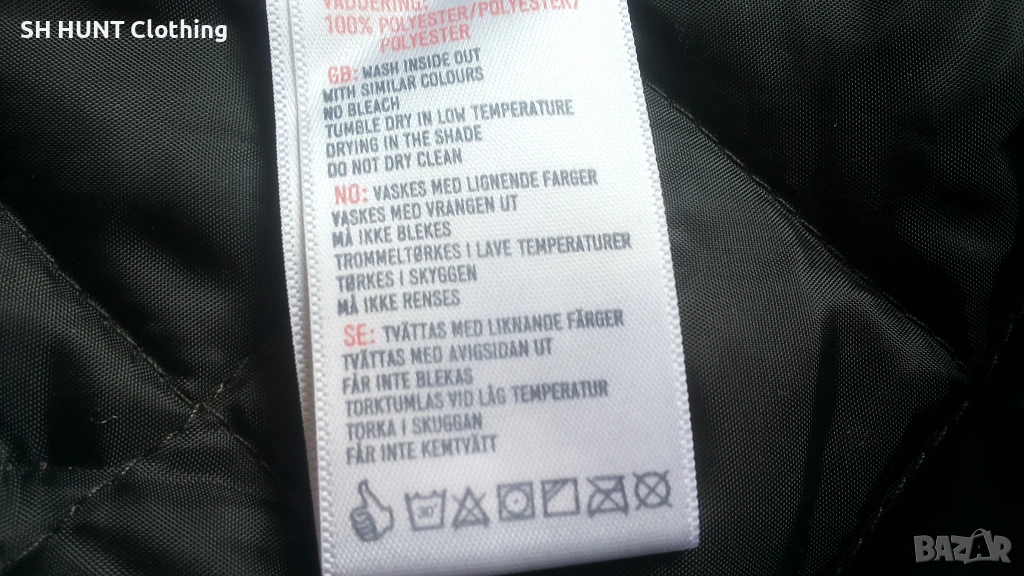 SH HUNT Clothing
VADDERING:
100% POLYESTER/POLYESTER/
POLYESTER
GB: WASH INSIDE OUT
WITH SIMILAR COLOURS
NO BLEACH
TUMBLE DRY IN LOW TEMPERATURE
DRYING IN THE SHADE
DO NOT DRY CLEAN
NO: VASKES MED LIGNENDE FARGER
VASKES MED VRANGEN UT
MÅ IKKE BLEKES
TROMMELTØRKES I LAVE TEMPERATURER
TØRKES I SKYGGEN
MÅ IKKE RENSES
SE: TVÄTTAS MED LIKNANDE FÄRGER
TVÄTTAS MED AVIGSIDAN UT
FÅR INTE BLEKAS
TORKTUMLAS VID LÅG TEMPERATUR
TORKA I SKUGGAN
FÅR INTE KEMTVÄTT
30°
BAZAR